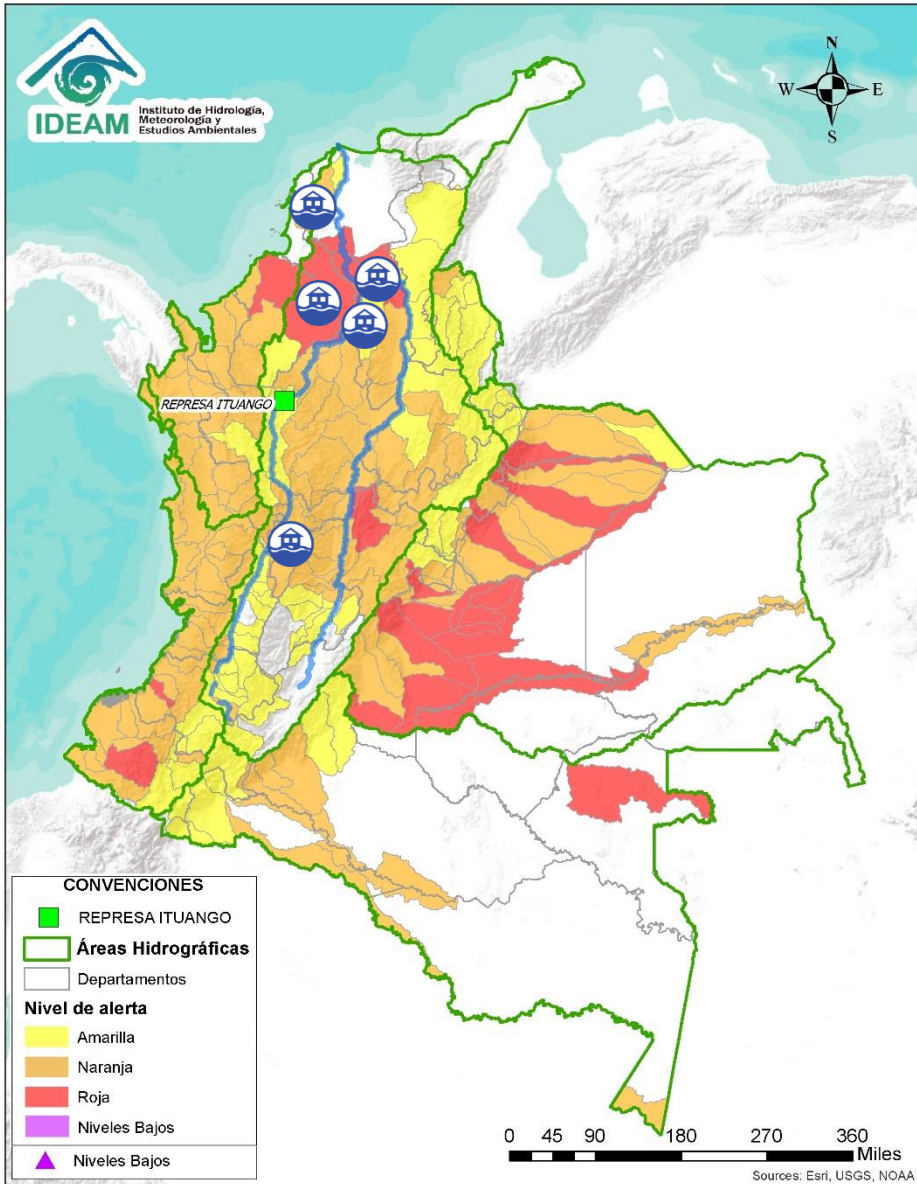 IDEAM
Instituto de Hidrología,
Meteorología y
Estudios Ambientales
N
W
E
S
REPRESA ITUANGO
CONVENCIONES
REPRESA ITUANGO
Áreas Hidrográficas
Departamentos
Nivel de alerta
Amarilla
Naranja
Roja
Niveles Bajos
Niveles Bajos
0 45 90 180 270 360
Miles
Sources: Esri, USGS, NOAA